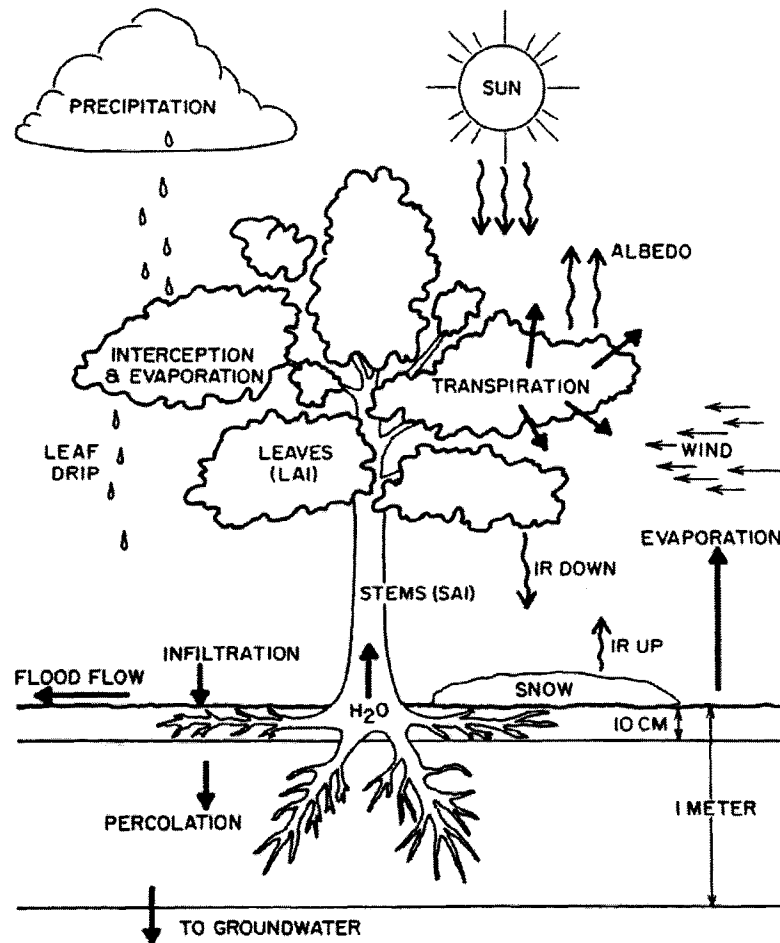 PRECIPITATION
SUN
ALBEDO
INTERCEPTION
& EVAPORATION
TRANSPIRATION
LEAF
DRIP
LEAVES
(LAI)
WIND
EVAPORATION
IR DOWN
STEMS (SAI)
IR UP
INFILTRATION
FLOOD FLOW
SNOW
H₂O
10 CM
PERCOLATION
1 METER
TO GROUNDWATER